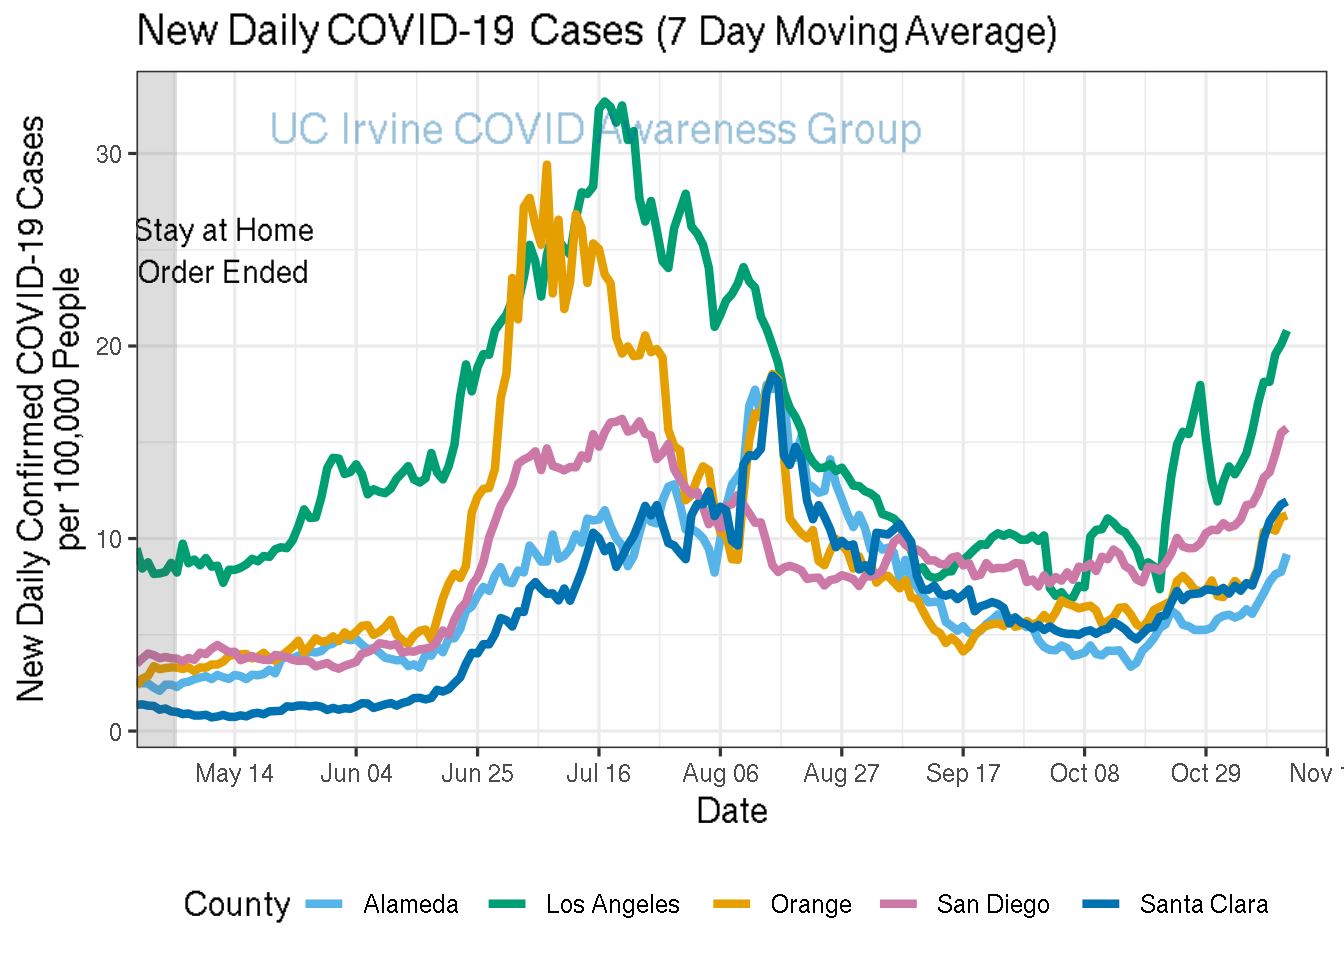 New Daily COVID-19 Cases (7 Day Moving Average)
UC Irvine COVID Awareness Group
Stay at Home
Order Ended
New Daily Confirmed COVID-19 Cases
per 100,000 People
30
20
10
0
May 14 Jun 04 Jun 25 Jul 16 Aug 06 Aug 27 Sep 17 Oct 08 Oct 29 Nov
Date
County Alameda Los Angeles Orange San Diego Santa Clara